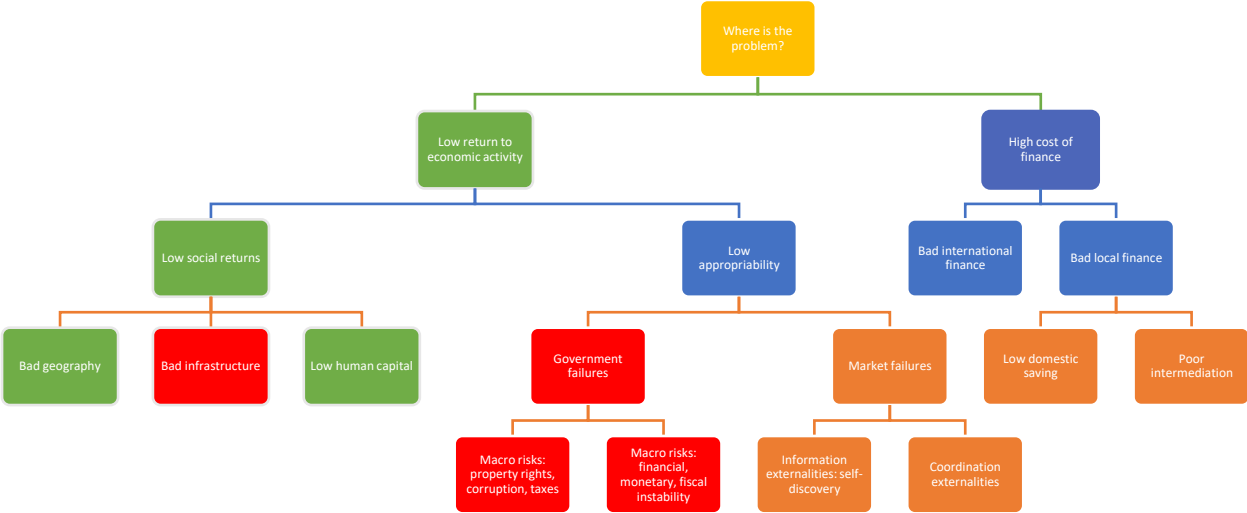 Where is the
problem?
Low return to
economic activity
High cost of
finance
Low social returns
Low
appropriability
Bad international
finance
Bad local finance
Bad geography
Bad infrastructure
Low human capital
Government
failures
Market failures
Low domestic
saving
Poor
intermediation
Macro risks:
property rights,
corruption, taxes
Macro risks:
financial,
monetary, fiscal
instability
Information
externalities: self-
discovery
Coordination
externalities